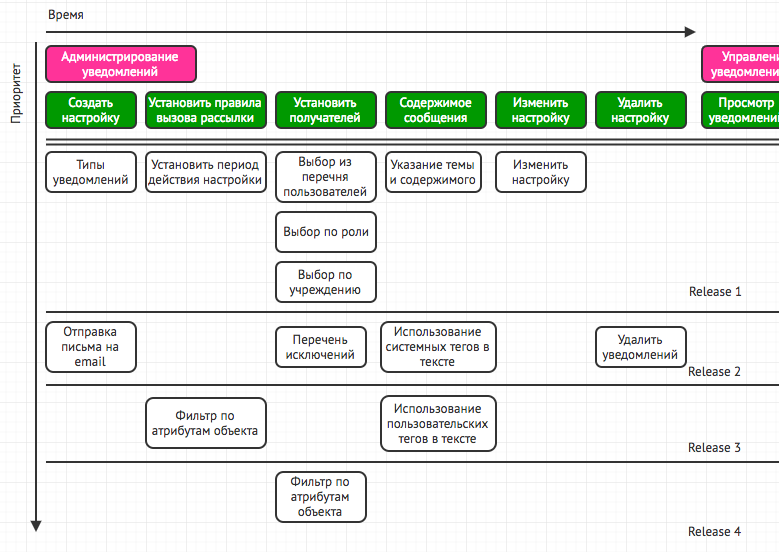 Время
Приоритет
Администрирование
уведомлений
Создать
настройку
Установить правила
вызова рассылки
Установить
получателей
Содержимое
сообщения
Изменить
настройку
Удалить
настройку
Просмотр
Типы
уведомлений
Установить период
действия настройки
Выбор из
перечня
пользователей
Указание темы
и содержимого
Изменить
настройку
Выбор по роли
Выбор по
учреждению
Release 1
Отправка
письма на
email
Перечень
исключений
Использование
системных тегов в
тексте
Удалить
уведомлений
Release 2
Фильтр по
атрибутам объекта
Использование
пользовательских
тегов в тексте
Release 3
Фильтр по
атрибутам
объекта
Release 4